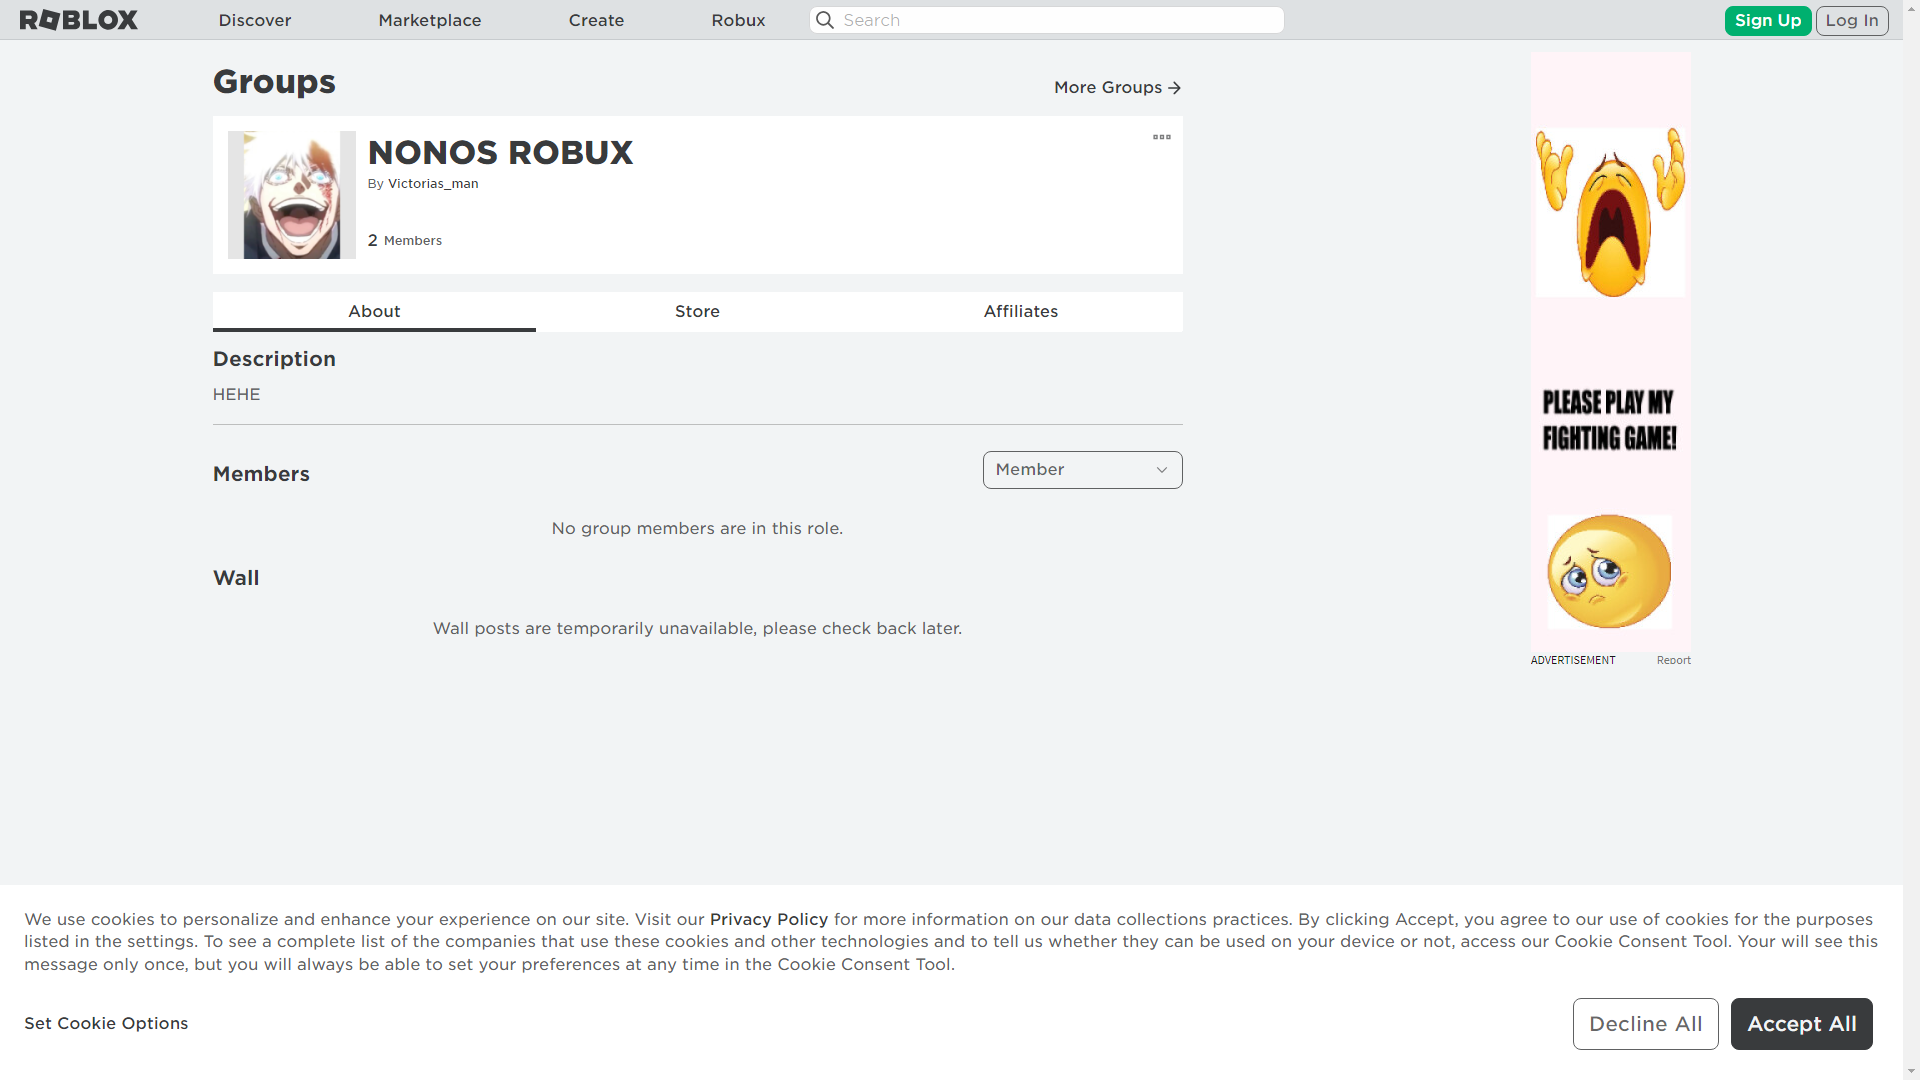 ROBLOX
Discover
Marketplace
Create
Robux
Search
Sign Up
Log In
Groups
More Groups
NONOS ROBUX
By Victorias_man
2 Members
About
Store
Affiliates
Description
HEHE
Members
Member
No group members are in this role.
Wall
Wall posts are temporarily unavailable, please check back later.
PLEASE PLAY MY
FIGHTING GAME!
ADVERTISEMENT
Report
We use cookies to personalize and enhance your experience on our site. Visit our Privacy Policy for more information on our data collections practices. By clicking Accept, you agree to our use of cookies for the purposes
listed in the settings. To see a complete list of the companies that use these cookies and other technologies and to tell us whether they can be used on your device or not, access our Cookie Consent Tool. Your will see this
message only once, but you will always be able to set your preferences at any time in the Cookie Consent Tool.
Set Cookie Options
Decline All
Accept All